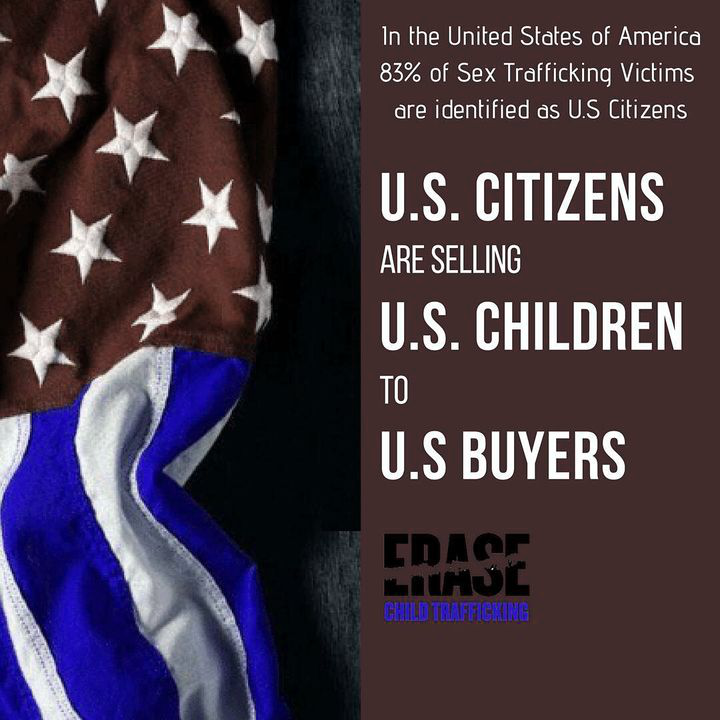 In the United States of America
83% of Sex Trafficking Victims
are identified as U.S Citizens
U.S. CITIZENS
ARE SELLING
U.S. CHILDREN
TO
U.S BUYERS
ERASE
CHILD TRAFFICKING